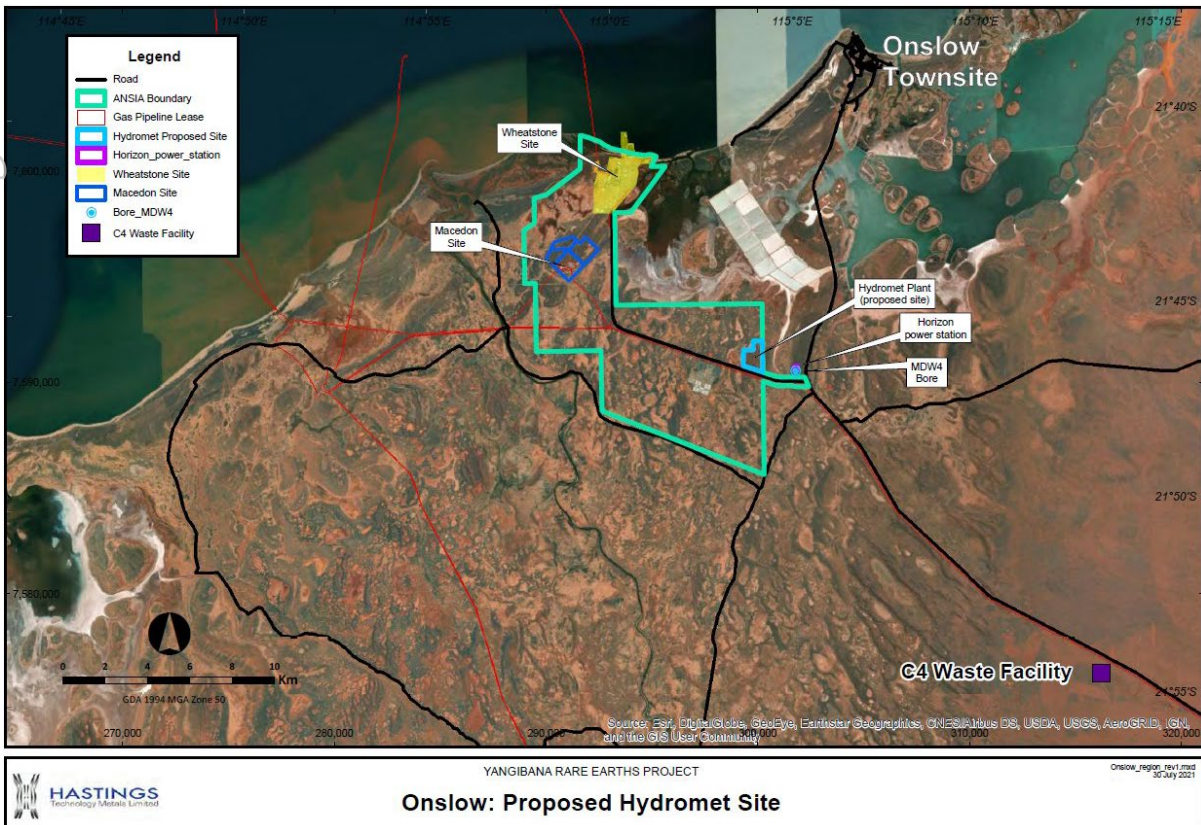 114°45'E
114°50'E
114°55'E
115°0'E
115°5'E
115°10'E
115°15'E
Legend
Road
ANSIA Boundary
Gas Pipeline Lease
Hydromet Proposed Site
Horizon_power_station
Wheatstone Site
Macedon Site
Bore_MDW4
C4 Waste Facility
Onslow
Townsite
21°40'S
Wheatstone
Site
7,600,000
Macedon
Site
Hydromet Plant
(proposed site)
21°45'S
Horizon
power station
MDW4
Bore
7,590,000
21°50'S
7,580,000
0 2 4 6 8 10
Km
GDA 1994 MGA Zone 50
C4 Waste Facility
21°55'S
Source: Esri, DigitalGlobe, GeoEye, Earthstar Geographics, CNES/Airbus DS, USDA, USGS, AeroGRID, IGN,
and the GIS User Community
270,000
280,000
290,000
300,000
310,000
320,000
HASTINGS
Technology Metals Limited
YANGIBANA RARE EARTHS PROJECT
Onslow: Proposed Hydromet Site
Onslow_region_rev1.mxd
30 July 2021